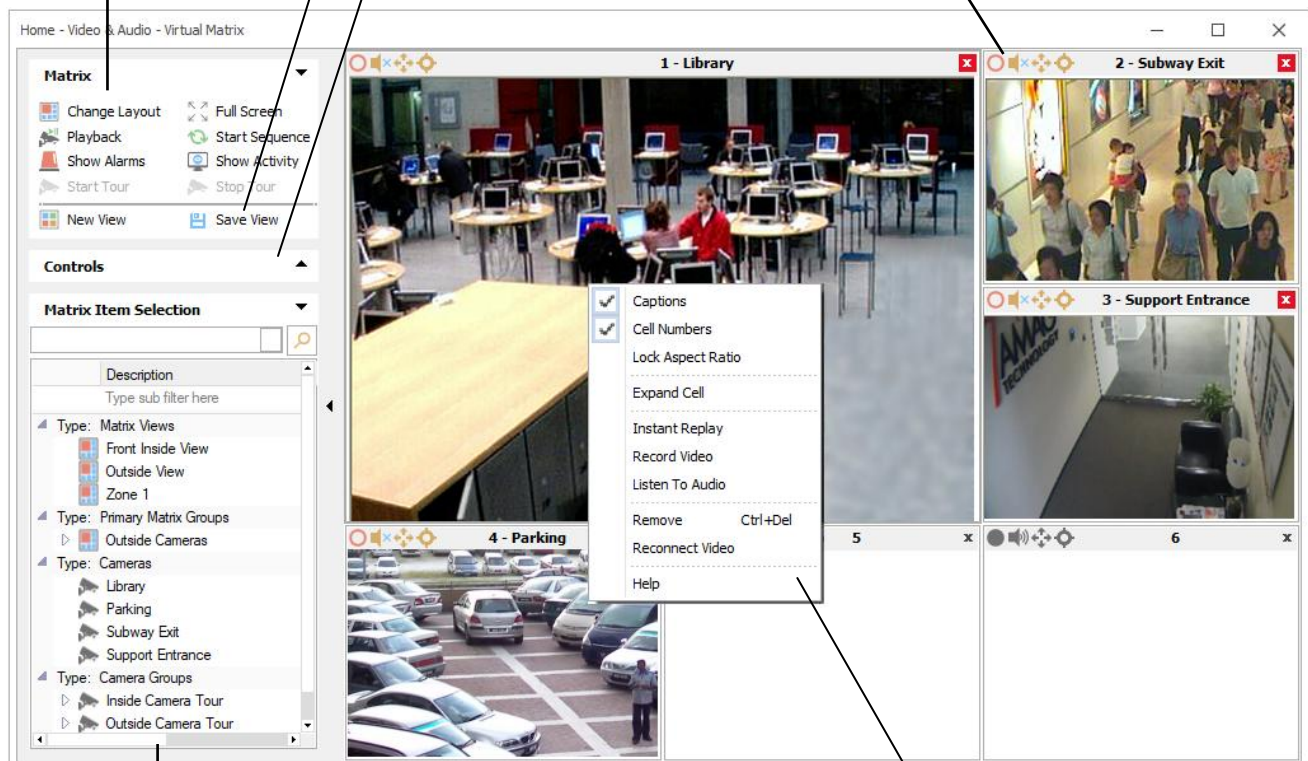 Home - Video & Audio - Virtual Matrix
Matrix
Change Layout
Full Screen
Playback
Start Sequence
Show Alarms
Show Activity
Start Tour
Stop Tour
New View
Save View
Controls
Matrix Item Selection
Description
Type sub filter here
Type: Matrix Views
Front Inside View
Outside View
Zone 1
Type: Primary Matrix Groups
Outside Cameras
Type: Cameras
Library
Parking
Subway Exit
Support Entrance
Type: Camera Groups
Inside Camera Tour
Outside Camera Tour
1 - Library
x
2 - Subway Exit
x
3 - Support Entrance
x
AMAG
TECHNOLOGY
Captions
Cell Numbers
Lock Aspect Ratio
Expand Cell
Instant Replay
Record Video
Listen To Audio
Remove Ctrl+Del
Reconnect Video
Help
4 - Parking
5
x
6
x